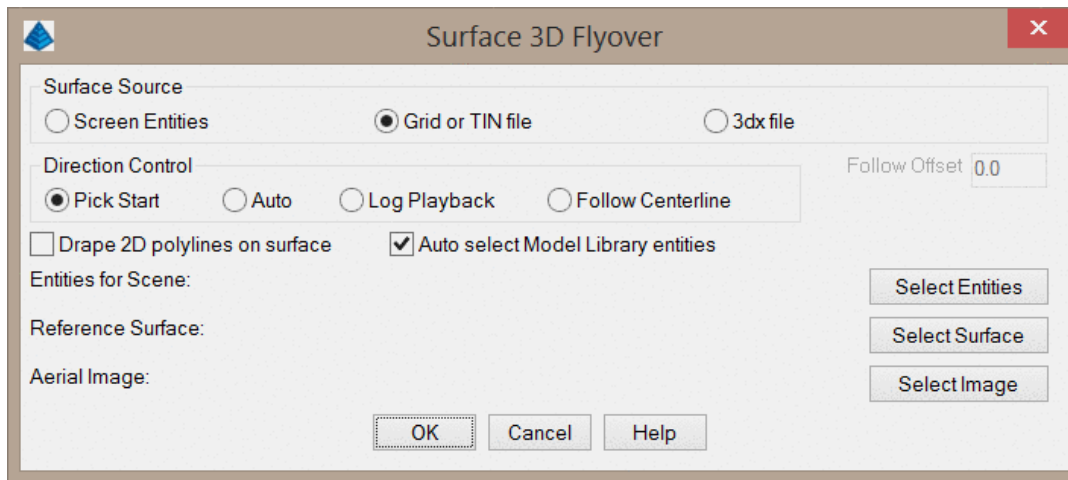 Surface 3D Flyover
Surface Source
Screen Entities Grid or TIN file 3dx file
Direction Control Follow Offset 0.0
Pick Start Auto Log Playback Follow Centerline
Drape 2D polylines on surface Auto select Model Library entities
Entities for Scene: Select Entities
Reference Surface: Select Surface
Aerial Image: Select Image
OK Cancel Help